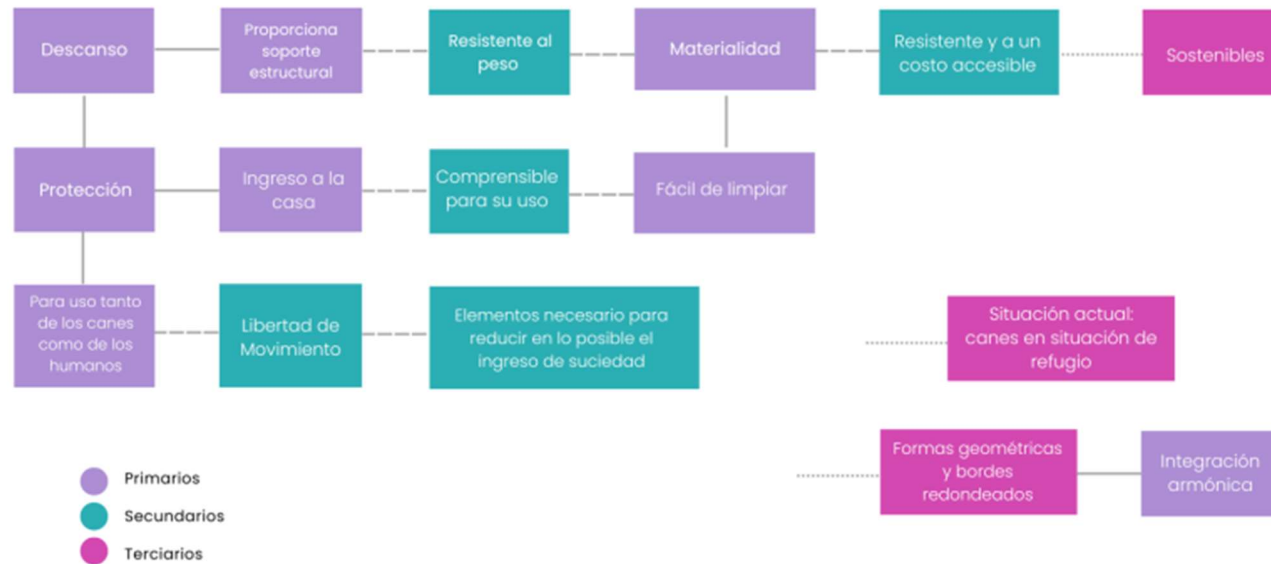 Descanso
Proporciona
soporte
estructural
Resistente al
peso
Materialidad
Resistente y a un
costo accesible
Sostenibles
Protección
Ingreso a la
casa
Comprensible
para su uso
Fácil de limpiar
Para uso tanto
de los canes
como de los
humanos
Libertad de
Movimiento
Elementos necesario para
reducir en lo posible el
ingreso de suciedad
Situación actual:
canes en situación de
refugio
Formas geométricas
y bordes
redondeados
Integración
armónica
Primarios
Secundarios
Terciarios